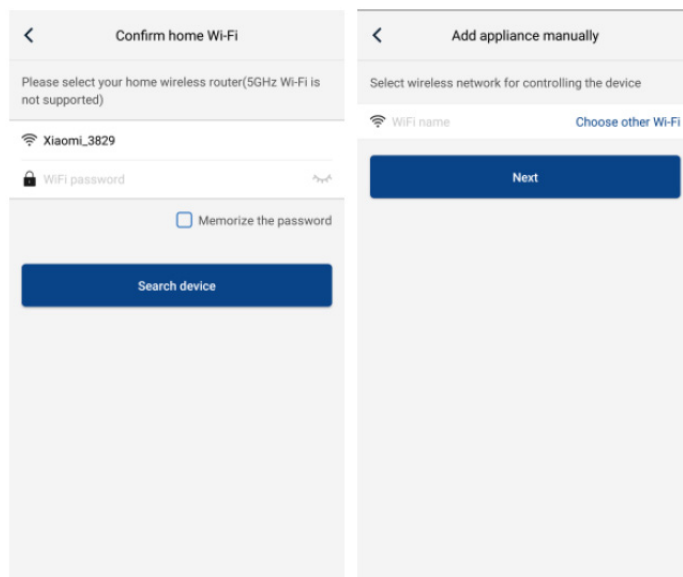 Confirm home Wi-Fi
Please select your home wireless router(5GHz Wi-Fi is
not supported)
Xiaomi_3829
WiFi password
Memorize the password
Search device
Add appliance manually
Select wireless network for controlling the device
WiFi name
Choose other Wi-Fi
Next